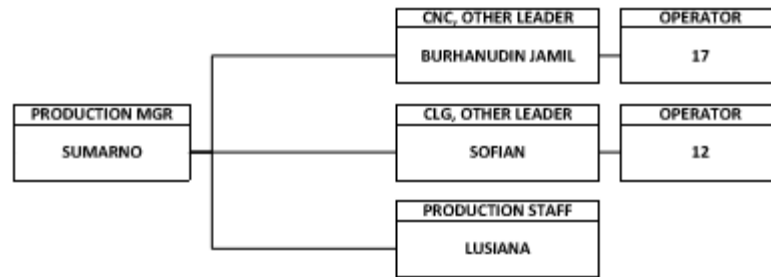 CNC, OTHER LEADER
BURHANUDIN JAMIL
OPERATOR
17
PRODUCTION MGR
SUMARNO
CLG, OTHER LEADER
SOFIAN
OPERATOR
12
PRODUCTION STAFF
LUSIANA